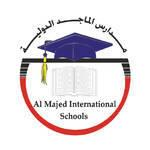 مدارس الماجد الدولية
Al Majed International
Schools